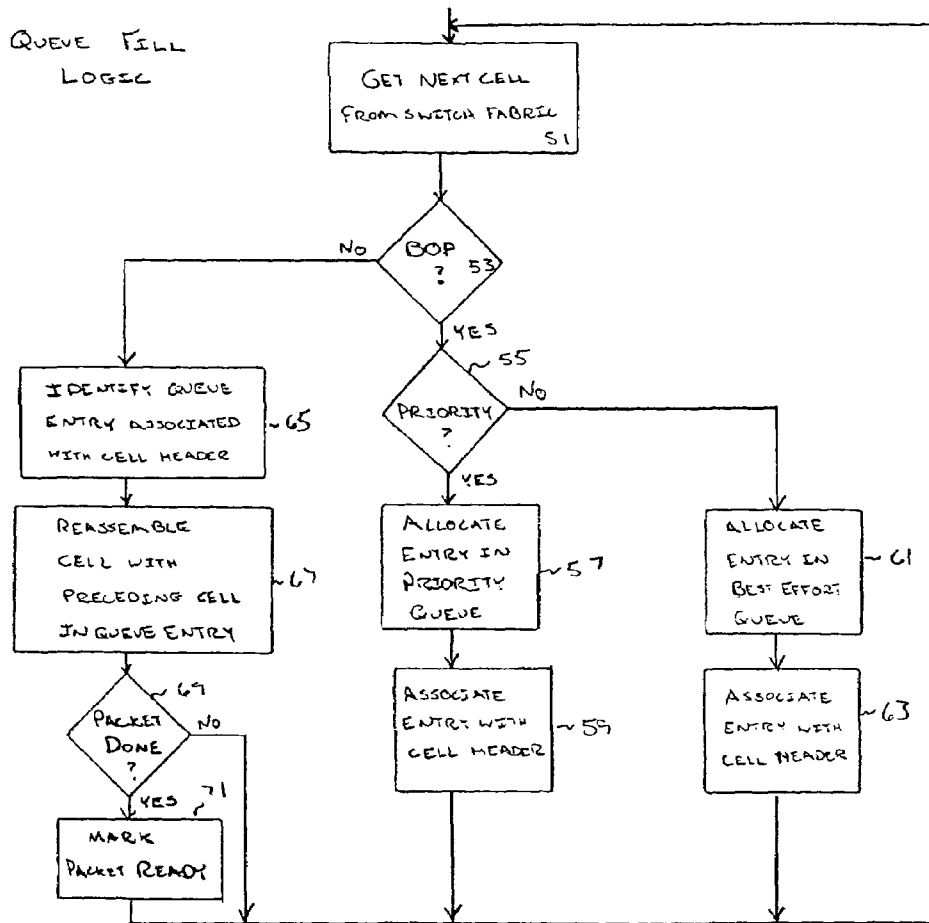 QUEUE FILL
LOGIC
GET NEXT CELL
FROM SWITCH FABRIC
51
BOP
?
53
NO
YES
55
PRIORITY
?
NO
YES
IDENTIFY QUEUE
ENTRY ASSOCIATED
WITH CELL HEADER
65
REASSEMBLE
CELL WITH
PRECEDING CELL
IN QUEUE ENTRY
67
ALLOCATE
ENTRY IN
PRIORITY
QUEUE
57
ALLOCATE
ENTRY IN
BEST EFFORT
QUEUE
61
69
PACKET
DONE
?
NO
YES
71
MARK
PACKET READY
ASSOCIATE
ENTRY WITH
CELL HEADER
59
ASSOCIATE
ENTRY WITH
CELL HEADER
63